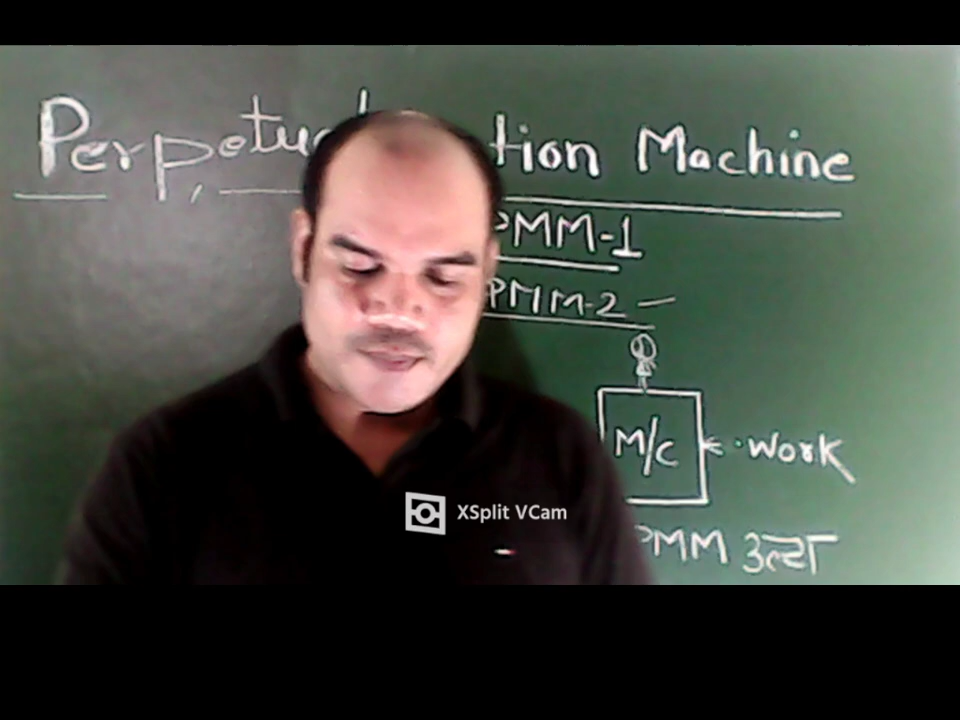 Perpetu tion Machine
PMM-1
PMM-2 —
M/C
work
XSplit VCam
PMM उल्टा